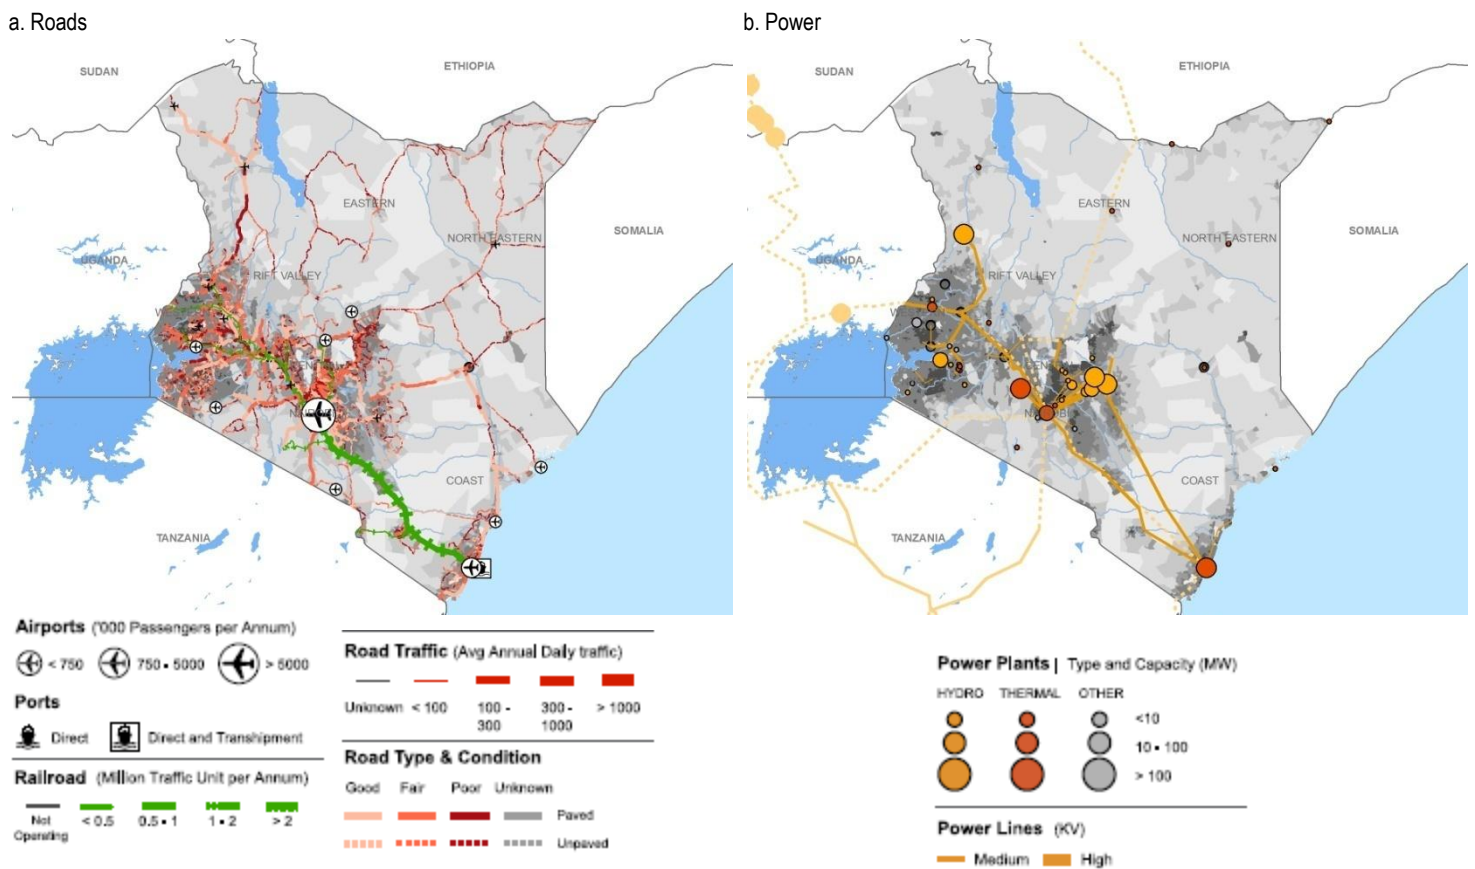 a. Roads
b. Power
SUDAN
ETHIOPIA
EASTERN
NORTH EASTERN
SOMALIA
UGANDA
RIFT VALLEY
COAST
TANZANIA
SUDAN
ETHIOPIA
EASTERN
NORTH EASTERN
SOMALIA
UGANDA
RIFT VALLEY
NAIROBI
COAST
TANZANIA
Airports ('000 Passengers per Annum)
< 750 750 - 5000 > 5000
Ports
Direct Direct and Transhipment
Railroad (Million Traffic Unit per Annum)
Not Operating < 0.5 0.5 - 1 1 - 2 > 2
Road Traffic (Avg Annual Daily traffic)
Unknown < 100 100 - 300 300 - 1000 > 1000
Road Type & Condition
Good Fair Poor Unknown
Paved
Unpaved
Power Plants | Type and Capacity (MW)
HYDRO THERMAL OTHER
<10
10 - 100
> 100
Power Lines (KV)
Medium High